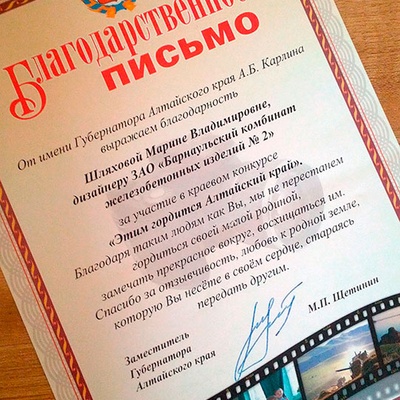 Благодарственное
письмо
От имени Губернатора Алтайского края А.Б. Карлина
выражаем благодарность
Шляховой Марине Владимировне,
дизайнеру ЗАО «Барнаульский комбинат
железобетонных изделий № 2»
за участие в краевом конкурсе
«Этим гордится Алтайский край».
Благодаря таким людям как Вы, мы не перестанем
гордиться своей малой родиной,
замечать прекрасное вокруг, восхищаться им.
Спасибо за отзывчивость, любовь к родной земле,
которую Вы несёте в своём сердце, стараясь
передать другим.
Заместитель
Губернатора
Алтайского края
М.П. Щетинин